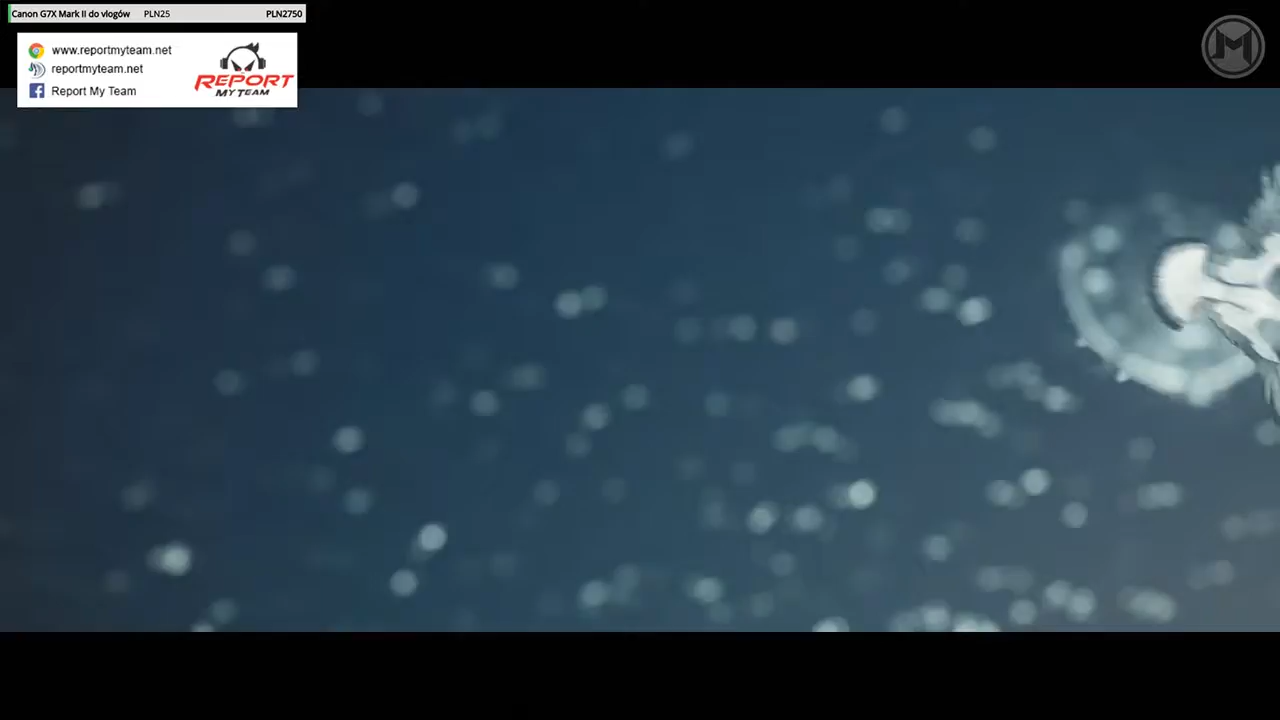 Canon G7X Mark II do vlogów PLN25 PLN2750
www.reportmyteam.net
reportmyteam.net
Report My Team
REPORT
MY TEAM